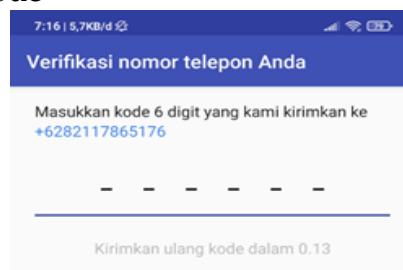 7:16 | 5,7KB/d
Verifikasi nomor telepon Anda
Masukkan kode 6 digit yang kami kirimkan ke
+6282117865176
Kirimkan ulang kode dalam 0.13